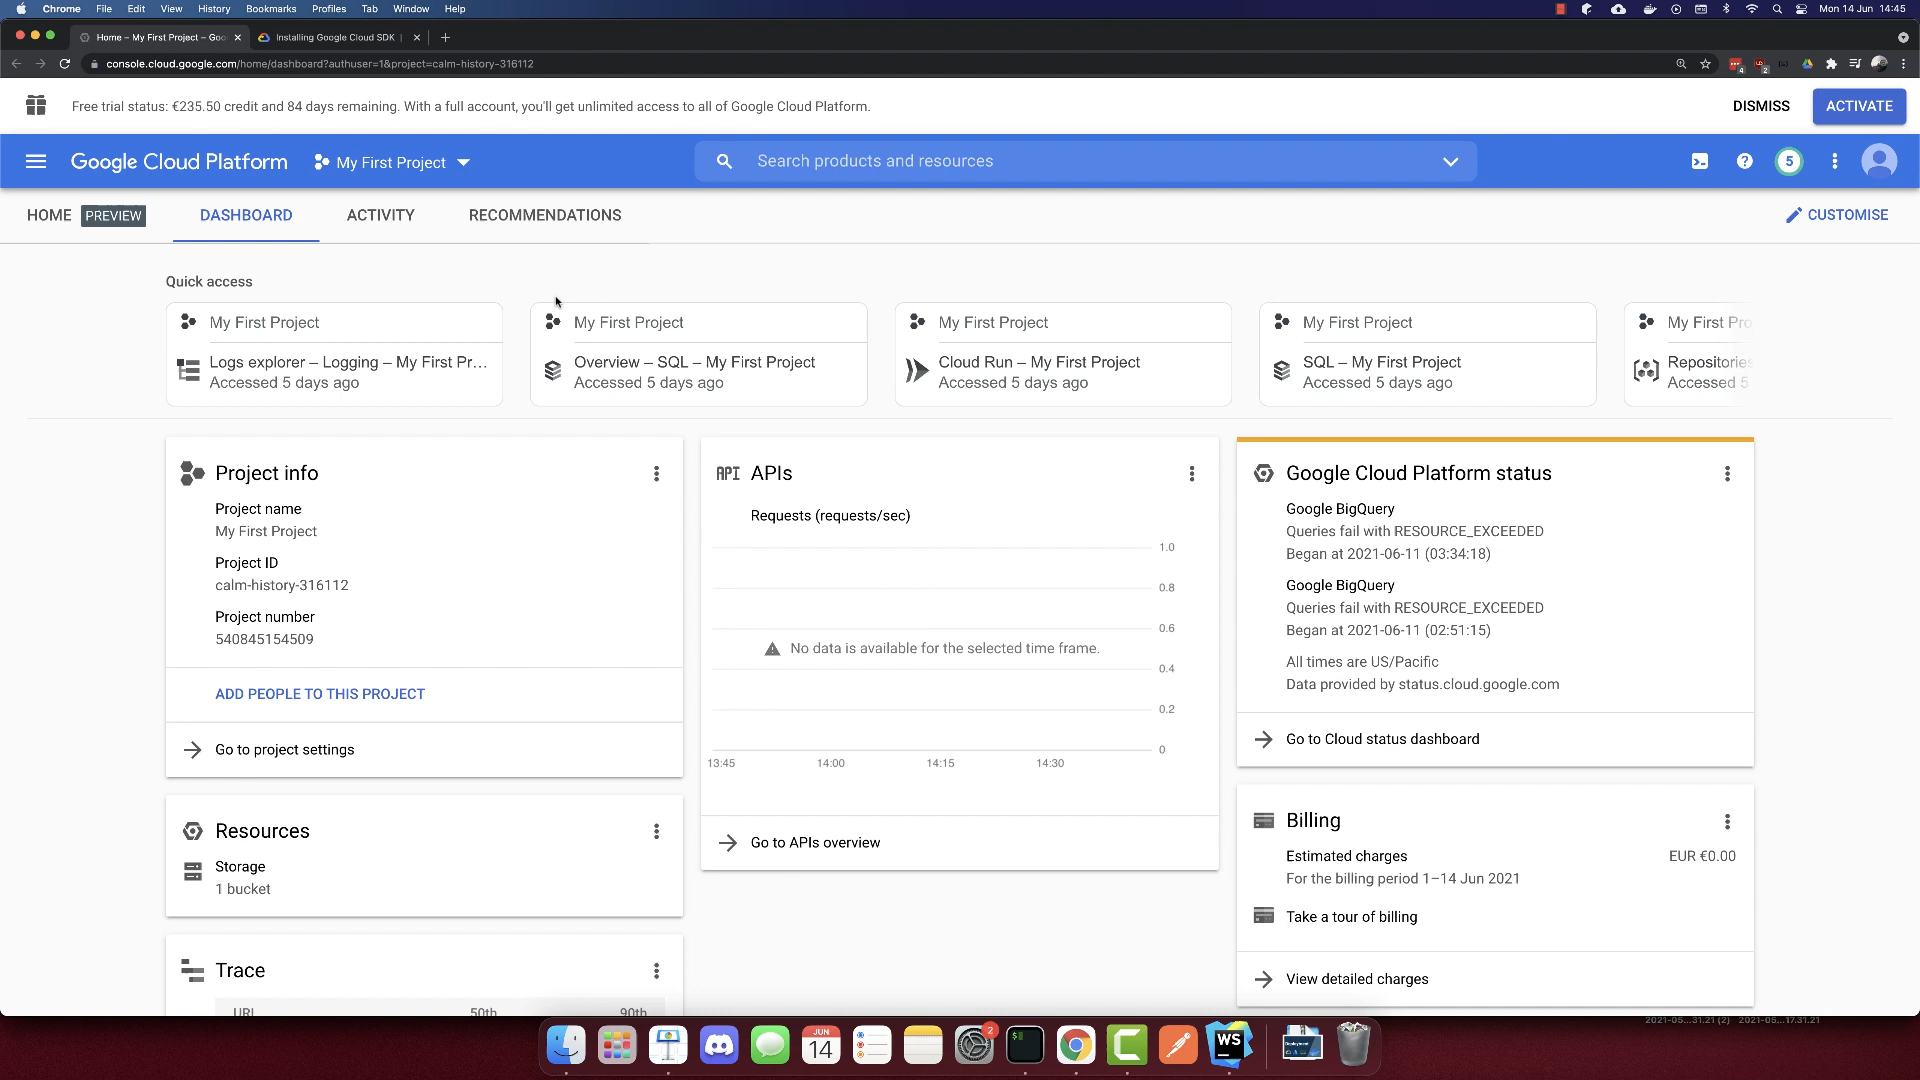 Chrome File Edit View History Bookmarks Profiles Tab Window Help
Mon 14 Jun 14:45
Home – My First Project – Goo
Installing Google Cloud SDK
console.cloud.google.com/home/dashboard?authuser=1&project=calm-history-316112
Free trial status: €235.50 credit and 84 days remaining. With a full account, you'll get unlimited access to all of Google Cloud Platform.
DISMISS
ACTIVATE
Google Cloud Platform
My First Project
Search products and resources
5
HOME PREVIEW
DASHBOARD
ACTIVITY
RECOMMENDATIONS
CUSTOMISE
Quick access
My First Project
Logs explorer – Logging – My First Pr...
Accessed 5 days ago
My First Project
Overview – SQL – My First Project
Accessed 5 days ago
My First Project
Cloud Run – My First Project
Accessed 5 days ago
My First Project
SQL – My First Project
Accessed 5 days ago
My First Pro
Repositories
Accessed 5
Project info
Project name
My First Project
Project ID
calm-history-316112
Project number
540845154509
ADD PEOPLE TO THIS PROJECT
Go to project settings
Resources
Storage
1 bucket
Trace
URL 50th 90th
API APIs
Requests (requests/sec)
1.0
0.8
0.6
No data is available for the selected time frame.
0.4
0.2
0
13:45 14:00 14:15 14:30
Go to APIs overview
Google Cloud Platform status
Google BigQuery
Queries fail with RESOURCE_EXCEEDED
Began at 2021-06-11 (03:34:18)
Google BigQuery
Queries fail with RESOURCE_EXCEEDED
Began at 2021-06-11 (02:51:15)
All times are US/Pacific
Data provided by status.cloud.google.com
Go to Cloud status dashboard
Billing
Estimated charges
EUR €0.00
For the billing period 1–14 Jun 2021
Take a tour of billing
View detailed charges
2021-05...31.21 (2) 2021-05...17.31.21
JUN
14
2
$
WS
Deployment